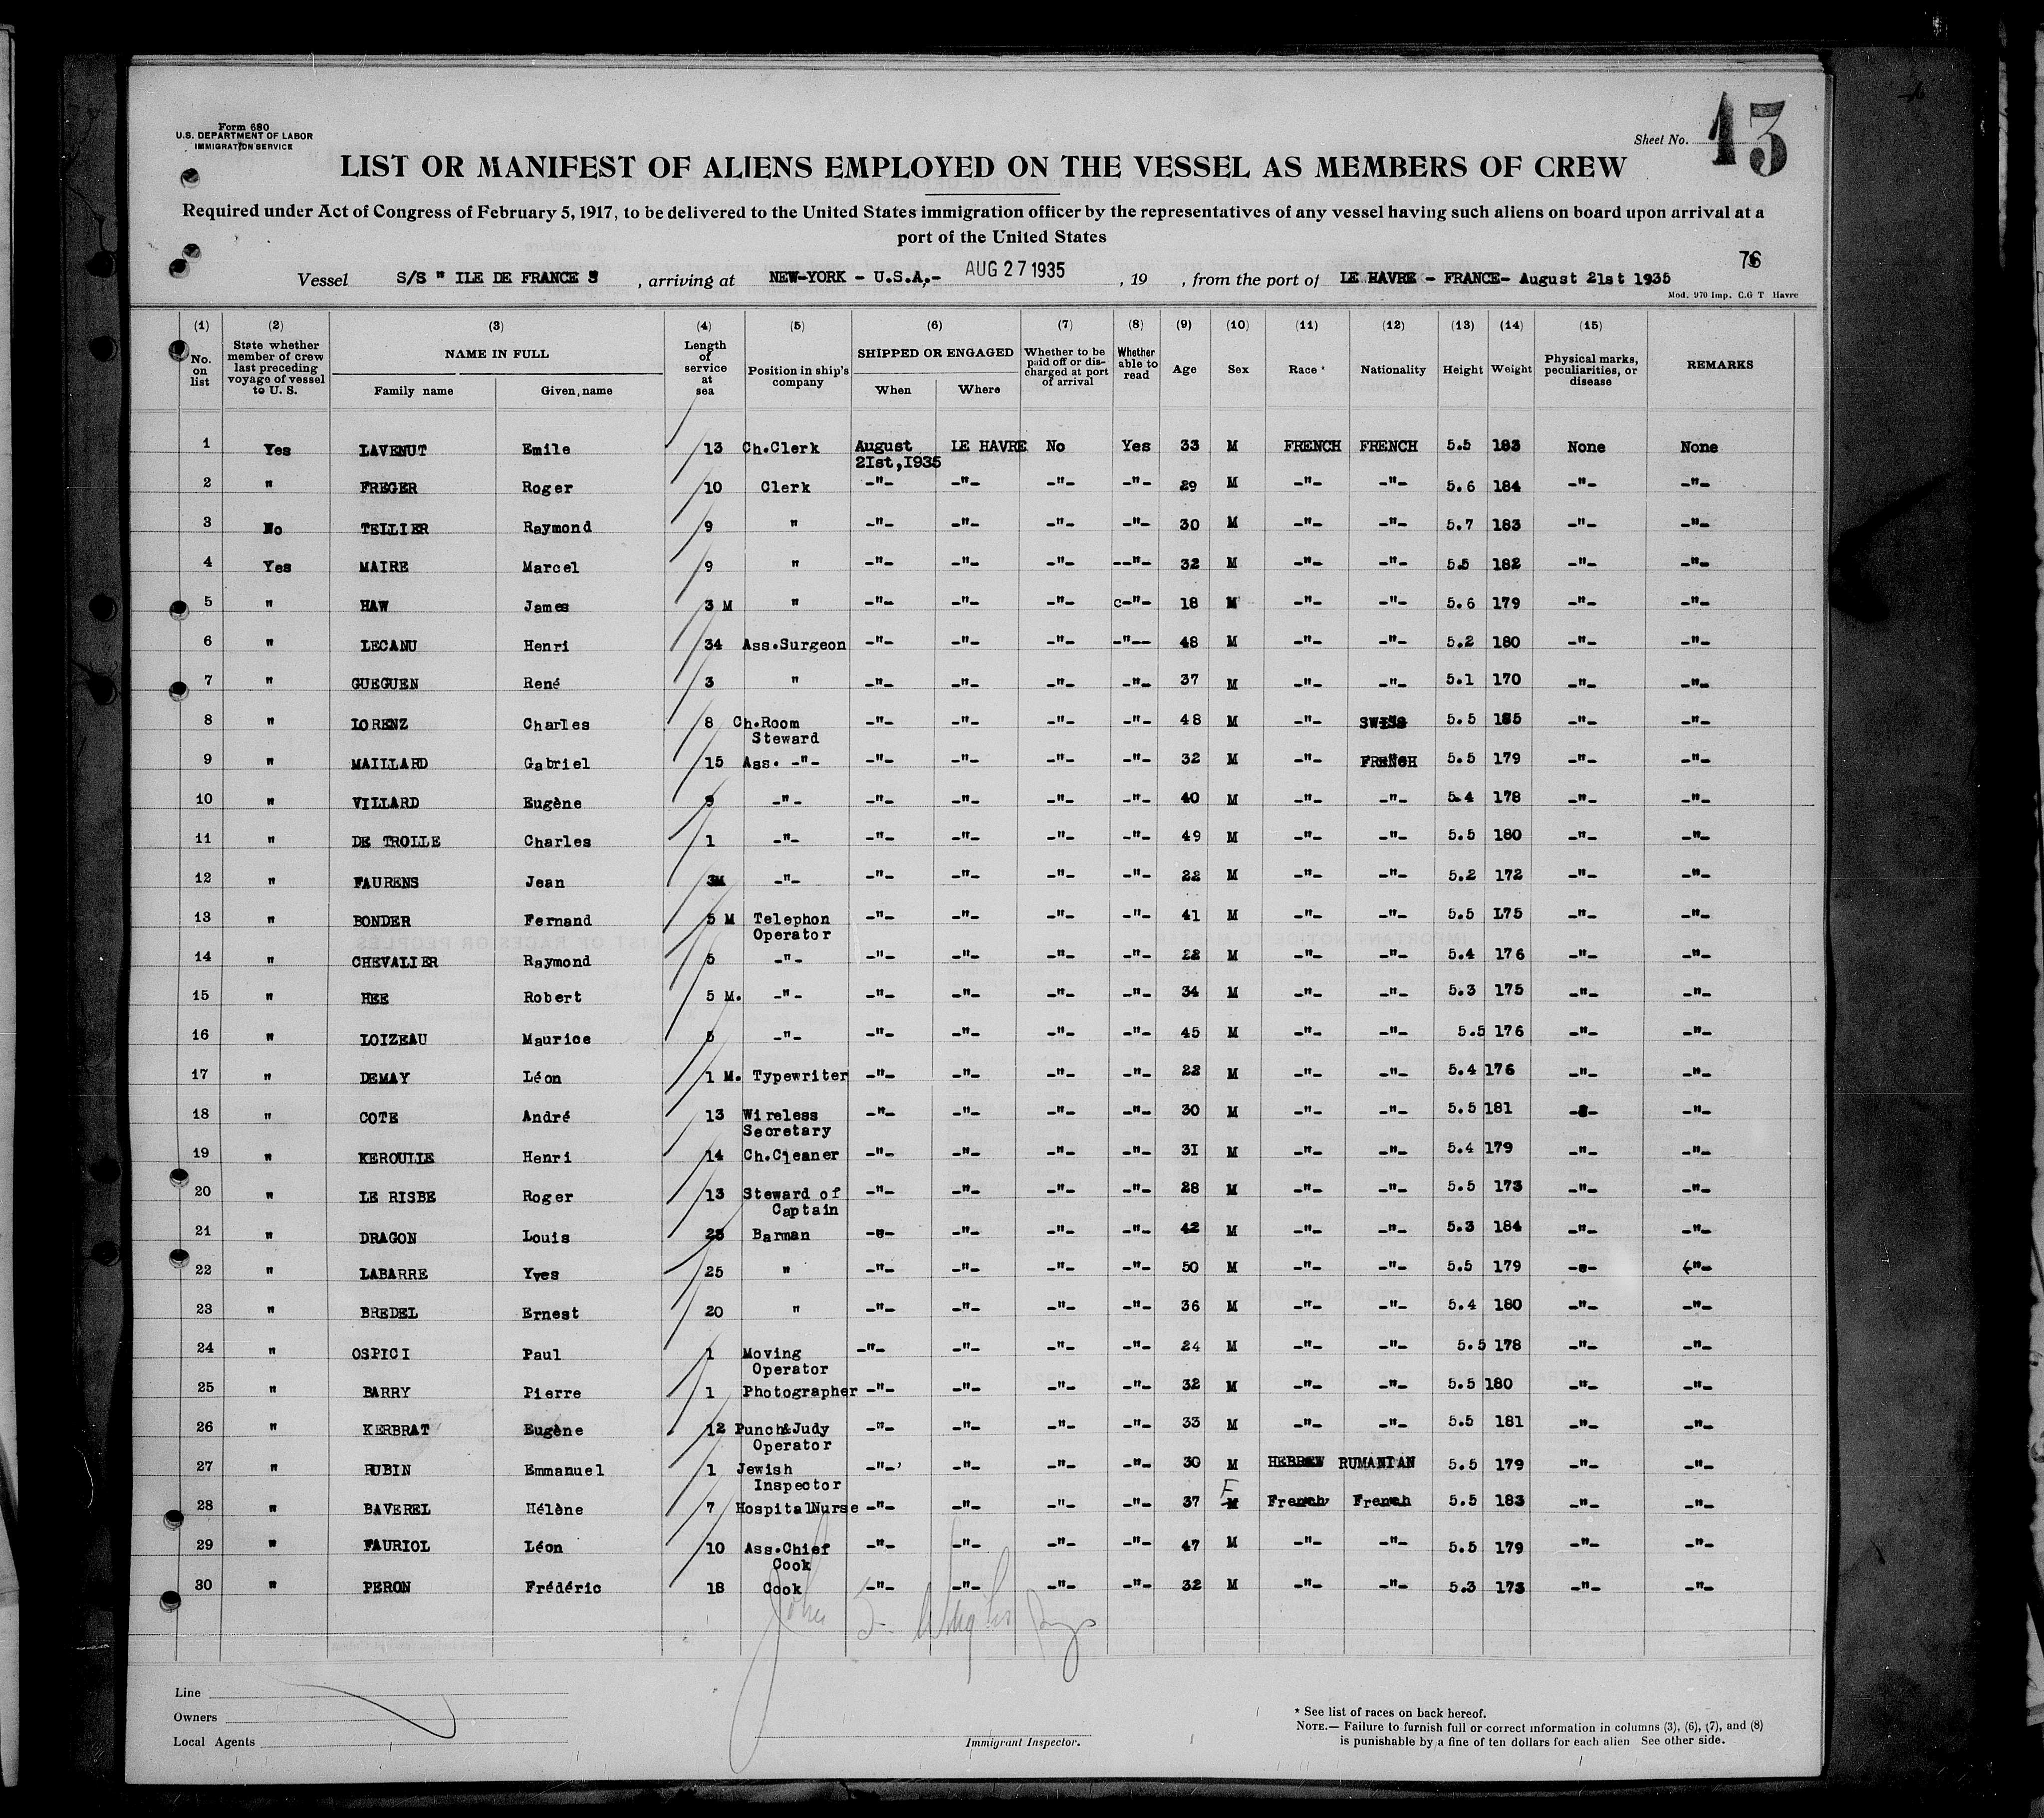 Form 680
U.S. DEPARTMENT OF LABOR
IMMIGRATION SERVICE
Sheet No. 13
LIST OR MANIFEST OF ALIENS EMPLOYED ON THE VESSEL AS MEMBERS OF CREW
Required under Act of Congress of February 5, 1917, to be delivered to the United States immigration officer by the representatives of any vessel having such aliens on board upon arrival at a
port of the United States
76
Vessel S/S " ILE DE FRANCE " , arriving at NEW-YORK - U.S.A,- AUG 27 1935 , 19 , from the port of LE HAVRE - FRANCE- August 21st 1935
Mod. 970 Imp. C.G T Havre
(1) (2) (3) (4) (5) (6) (7) (8) (9) (10) (11) (12) (13) (14) (15)
No. on list State whether member of crew last preceding voyage of vessel to U. S. NAME IN FULL Length of service at sea Position in ship's company SHIPPED OR ENGAGED Whether to be paid off or discharged at port of arrival Whether able to read Age Sex Race * Nationality Height Weight Physical marks, peculiarities, or disease REMARKS
Family name Given name When Where
1 Yes LAVENUT Emile 13 Ch.Clerk August 2Ist,I935 LE HAVRE No Yes 33 M FRENCH FRENCH 5.5 183 None None
2 " FREGER Roger 10 Clerk -"- -"- -"- -"- 29 M -"- -"- 5.6 184 -"- -"-
3 No TELLIER Raymond 9 " -"- -"- -"- -"- 30 M -"- -"- 5.7 183 -"- -"-
4 Yes MAIRE Marcel 9 " -"- -"- -"- --"- 32 M -"- -"- 5.5 182 -"- -"-
5 " HAW James 3 M " -"- -"- -"- c-"- 18 M -"- -"- 5.6 179 -"- -"-
6 " LECANU Henri 34 Ass.Surgeon -"- -"- -"- -"-- 48 M -"- -"- 5.2 180 -"- -"-
7 " GUEGUEN René 3 " -"- -"- -"- -"- 37 M -"- -"- 5.1 170 -"- -"-
8 " LORENZ Charles 8 Ch.Room Steward -"- -"- -"- -"- 48 M -"- SWISS 5.5 185 -"- -"-
9 " MAILLARD Gabriel 15 Ass. -"- -"- -"- -"- -"- 32 M -"- FRENCH 5.5 179 -"- -"-
10 " VILLARD Eugène 9 -"- -"- -"- -"- -"- 40 M -"- -"- 5.4 178 -"- -"-
11 " DE TROLLE Charles 1 -"- -"- -"- -"- -"- 49 M -"- -"- 5.5 180 -"- -"-
12 " FAURENS Jean 3M -"- -"- -"- -"- -"- 22 M -"- -"- 5.2 172 -"- -"-
13 " BONDER Fernand 5 M Telephon Operator -"- -"- -"- -"- 41 M -"- -"- 5.5 L75 -"- -"-
14 " CHEVALIER Raymond 5 -"- -"- -"- -"- -"- 22 M -"- -"- 5.4 176 -"- -"-
15 " HEE Robert 5 M. -"- -"- -"- -"- -"- 34 M -"- -"- 5.3 175 -"- -"-
16 " LOIZEAU Maurice 5 -"- -"- -"- -"- -"- 45 M -"- -"- 5.5 176 -"- -"-
17 " DEMAY Léon 1 M. Typewriter -"- -"- -"- -"- 22 M -"- -"- 5.4 176 -"- -"-
18 " COTE André 13 Wireless Secretary -"- -"- -"- -"- 30 M -"- -"- 5.5 181 -"- -"-
19 " KEROULLE Henri 14 Ch.Cleaner -"- -"- -"- -"- 3I M -"- -"- 5.4 179 -"- -"-
20 " LE RISBE Roger 13 Steward of Captain -"- -"- -"- -"- 28 M -"- -"- 5.5 173 -"- -"-
21 " DRAGON Louis Barman -"- -"- -"- -"- 42 M -"- -"- 5.3 184 -"- -"-
22 " LABARRE Yves 25 " -"- -"- -"- -"- 50 M -"- -"- 5.5 179 -"- -"-
23 " BREDEL Ernest 20 " -"- -"- -"- -"- 36 M -"- -"- 5.4 180 -"- -"-
24 " OSPICI Paul 1 Moving Operator -"- -"- -"- -"- 24 M -"- -"- 5.5 178 -"- -"-
25 " BARRY Pierre 1 Photographer -"- -"- -"- -"- 32 M -"- -"- 5.5 180 -"- -"-
26 " KERBRAT Eugène 12 Punch&Judy Operator -"- -"- -"- -"- 33 M -"- -"- 5.5 181 -"- -"-
27 " RUBIN Emmanuel 1 Jewish Inspector -"- -"- -"- -"- 30 M HEBREW RUMANIAN 5.5 179 -"- -"-
28 " BAVEREL Hélène 7 HospitalNurse -"- -"- -"- -"- 37 F M French French 5.5 183 -"- -"-
29 " FAURIOL Léon 10 Ass.Chief Cook -"- -"- -"- -"- 47 M -"- -"- 5.5 179 -"- -"-
30 " PERON Frédéric 18 Cook -"- -"- -"- -"- 32 M -"- -"- 5.3 173 -"- -"-
John
Line
Owners
Local Agents
Immigrant Inspector.
* See list of races on back hereof.
NOTE.— Failure to furnish full or correct information in columns (3), (6), (7), and (8)
is punishable by a fine of ten dollars for each alien See other side.